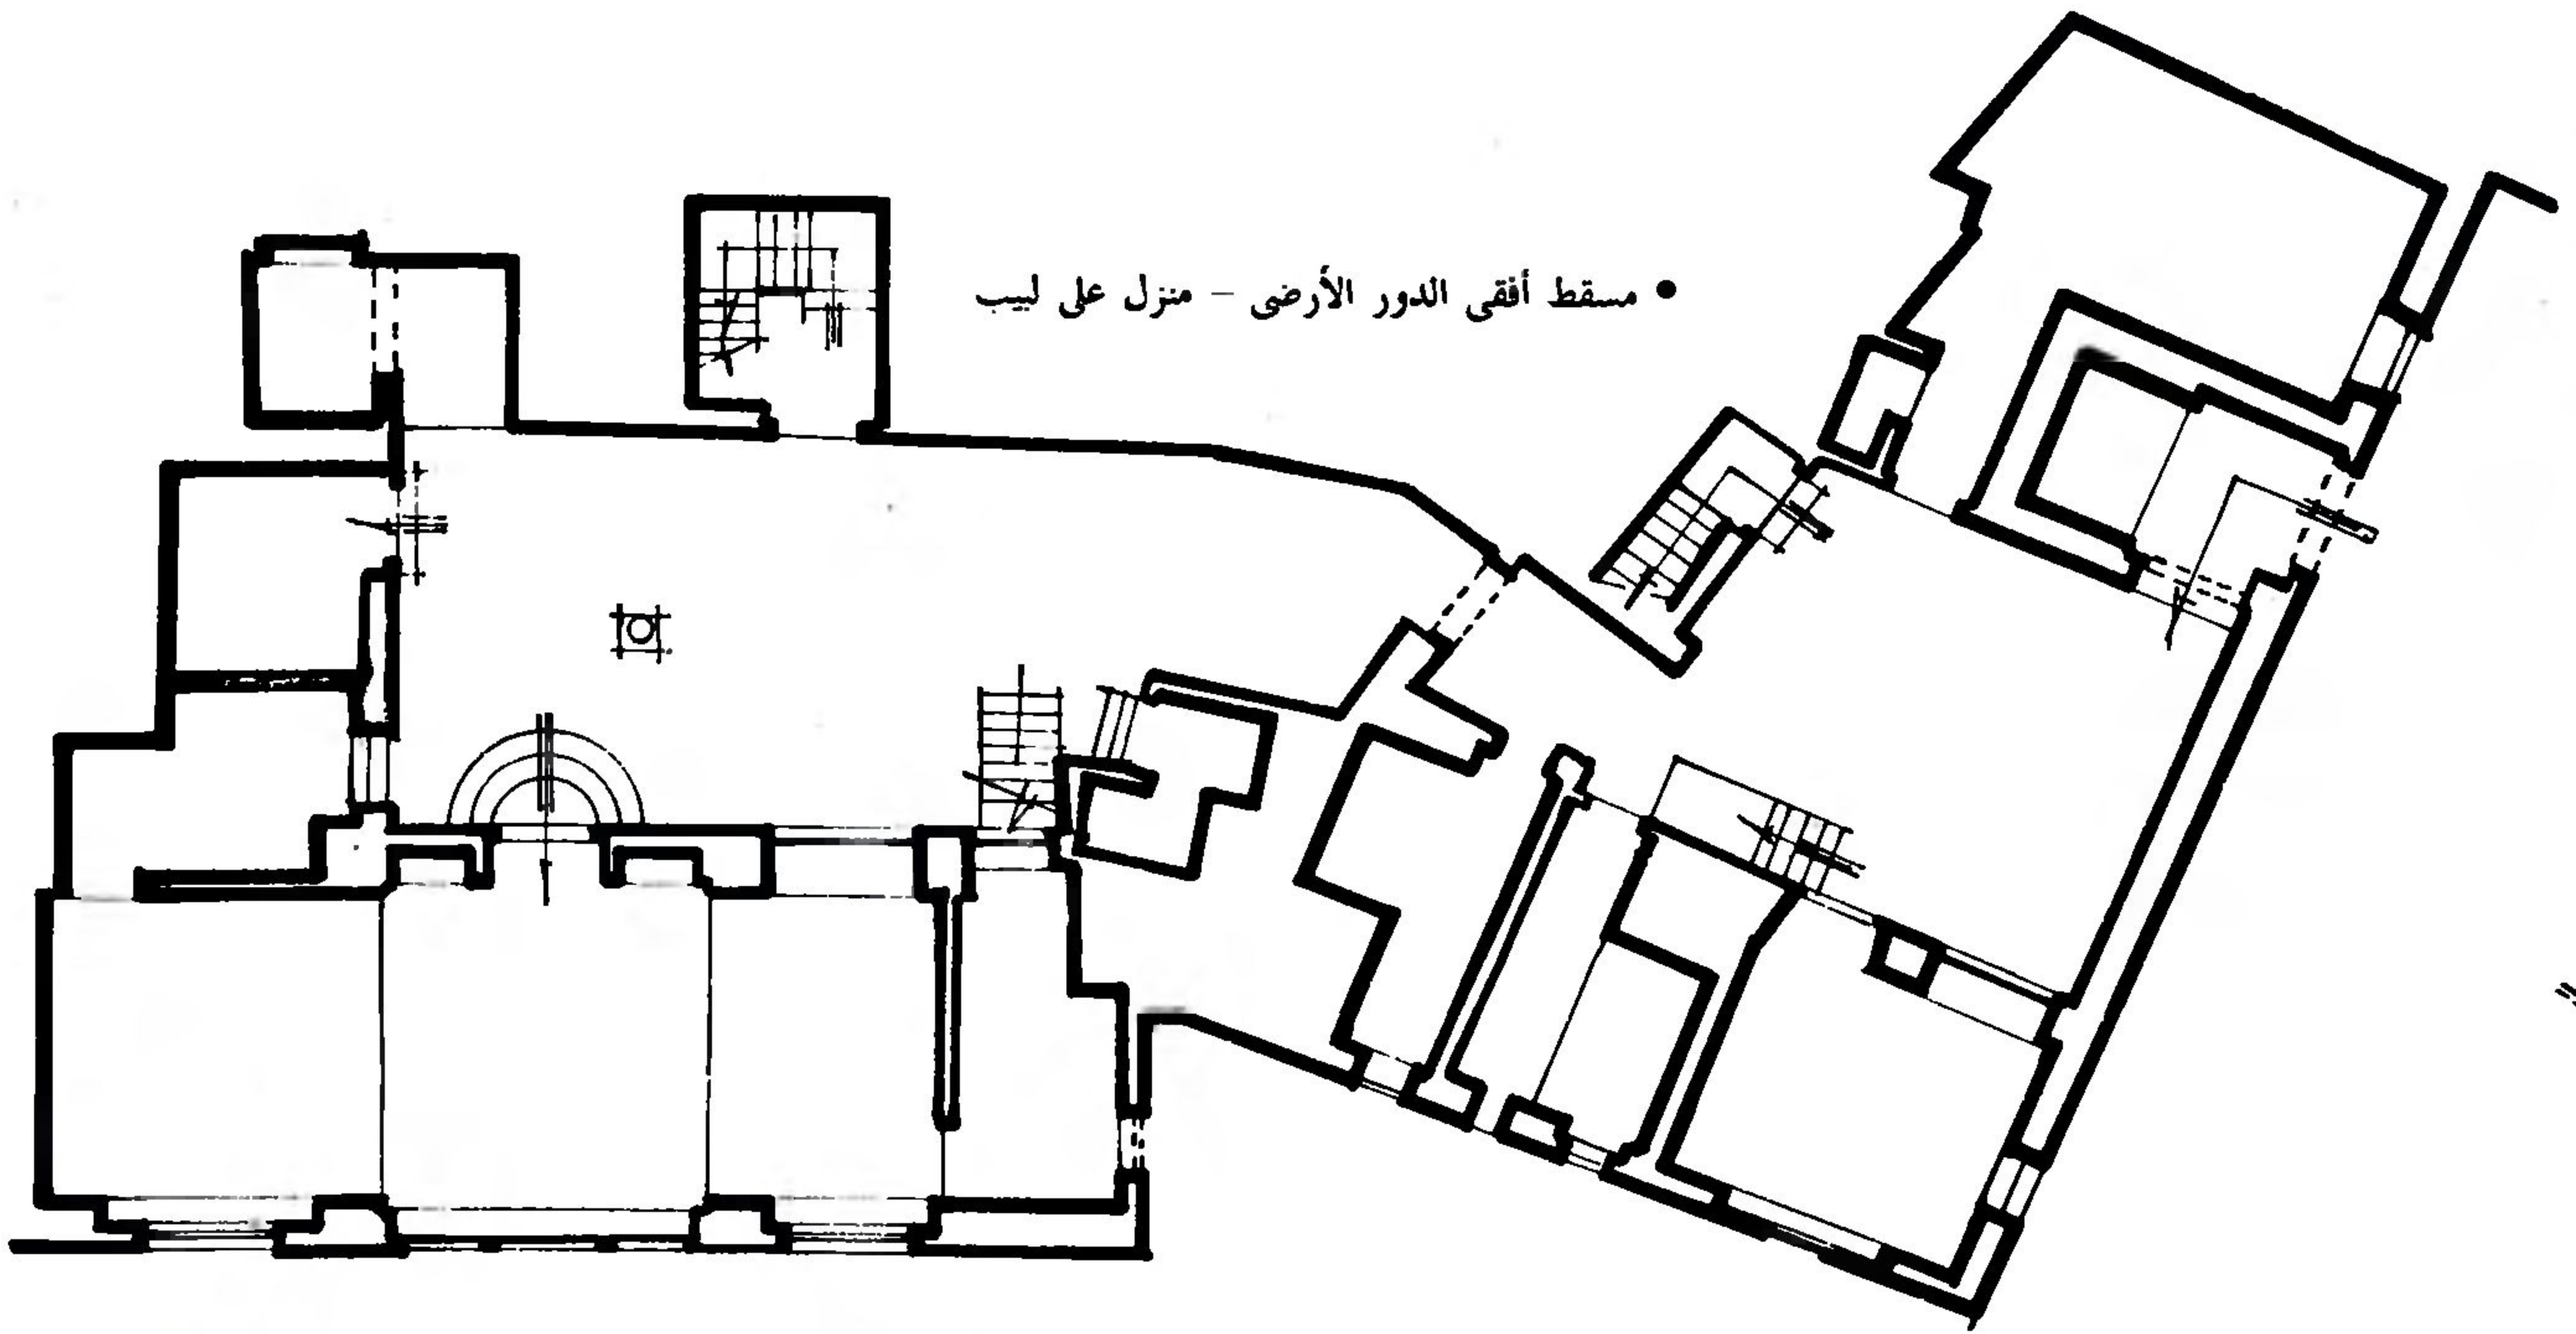 • مسقط أفقى الدور الأرضى – منزل على لبيب